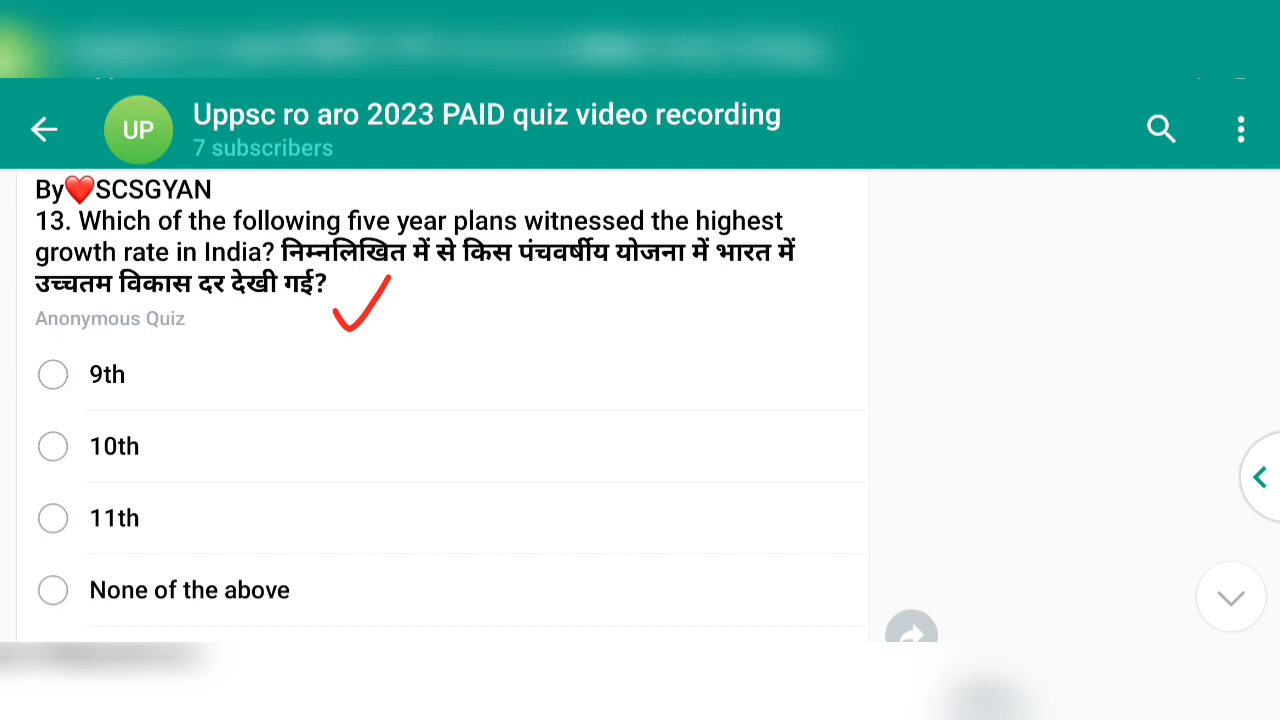 UP
Uppsc ro aro 2023 PAID quiz video recording
7 subscribers
By❤️SCSGYAN
13. Which of the following five year plans witnessed the highest
growth rate in India? निम्नलिखित में से किस पंचवर्षीय योजना में भारत में
उच्चतम विकास दर देखी गई?
Anonymous Quiz
9th
10th
11th
None of the above